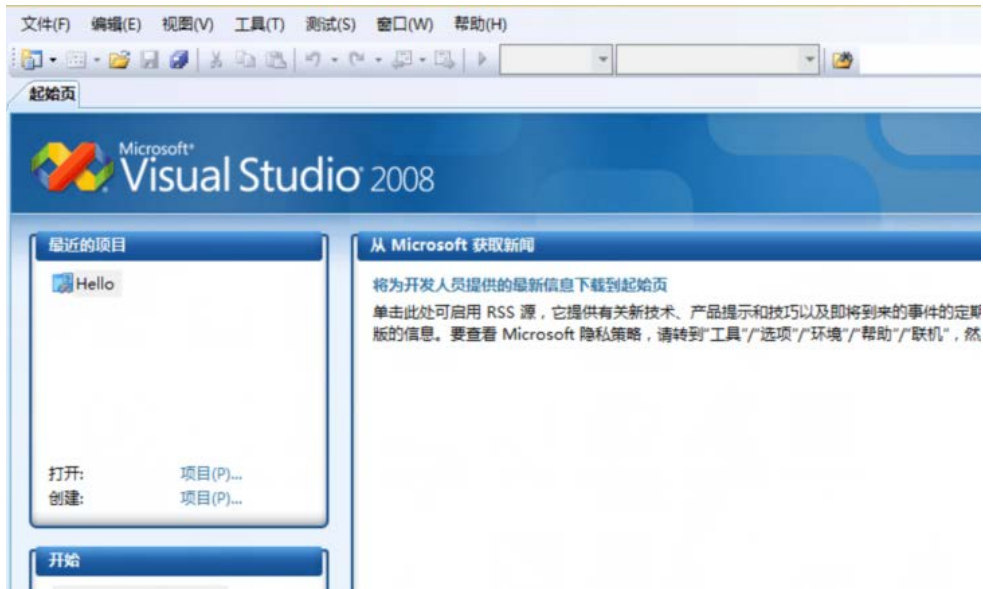 文件(F) 编辑(E) 视图(V) 工具(T) 测试(S) 窗口(W) 帮助(H)
起始页
Microsoft®
Visual Studio® 2008
最近的项目
Hello
打开: 项目(P)...
创建: 项目(P)...
开始
从 Microsoft 获取新闻
将为开发人员提供的最新信息下载到起始页
单击此处可启用 RSS 源，它提供有关新技术、产品提示和技巧以及即将到来的事件的定期
版的信息。要查看 Microsoft 隐私策略，请转到"工具"/"选项"/"环境"/"帮助"/"联机"，然